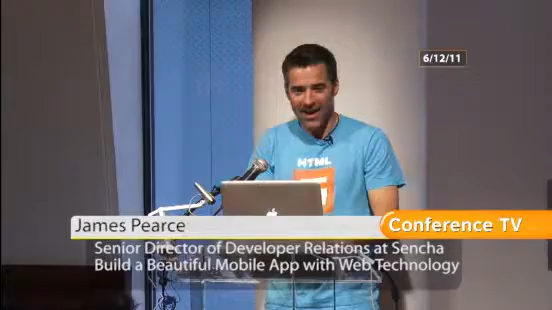 6/12/11
HTML
James Pearce
Conference TV
Senior Director of Developer Relations at Sencha
Build a Beautiful Mobile App with Web Technology